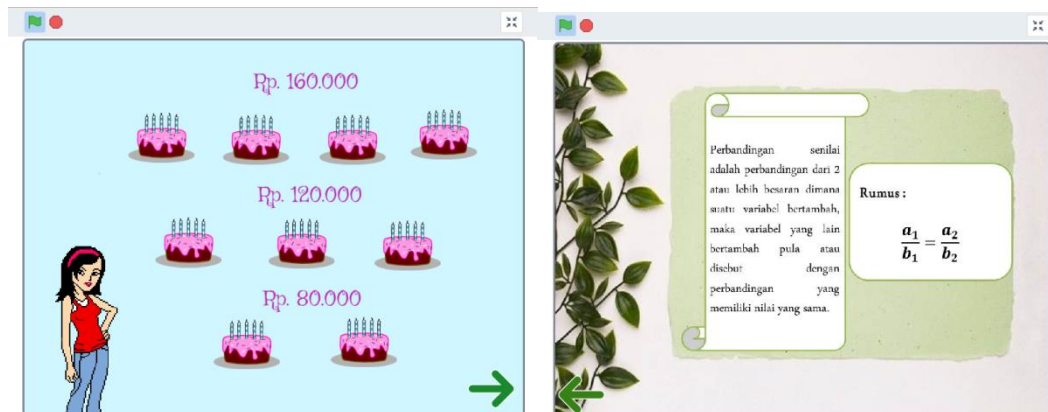 Rp. 160.000
Rp. 120.000
Rp. 80.000
Perbandingan senilai
adalah perbandingan dari 2
atau lebih besaran dimana
suatu variabel bertambah,
maka variabel yang lain
bertambah pula atau
disebut dengan
perbandingan yang
memiliki nilai yang sama.
Rumus :
a₁/b₁ = a₂/b₂